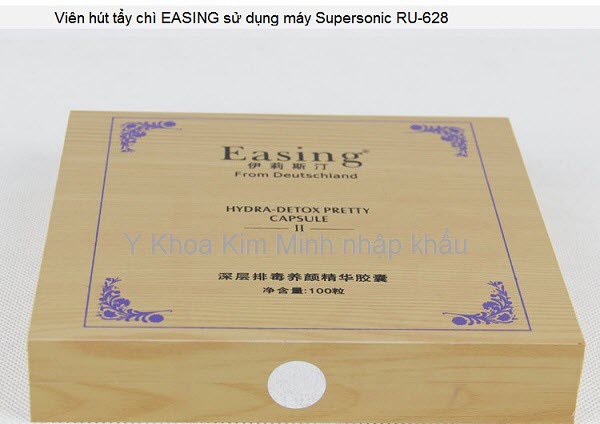 Viên hút tẩy chì EASING sử dụng máy Supersonic RU-628
Easing®
伊莉斯汀
From Deutschland
HYDRA-DETOX PRETTY
CAPSULE
II
Y Khoa Kim Minh nhập khẩu
深层排毒养颜精华胶囊
净含量:100粒